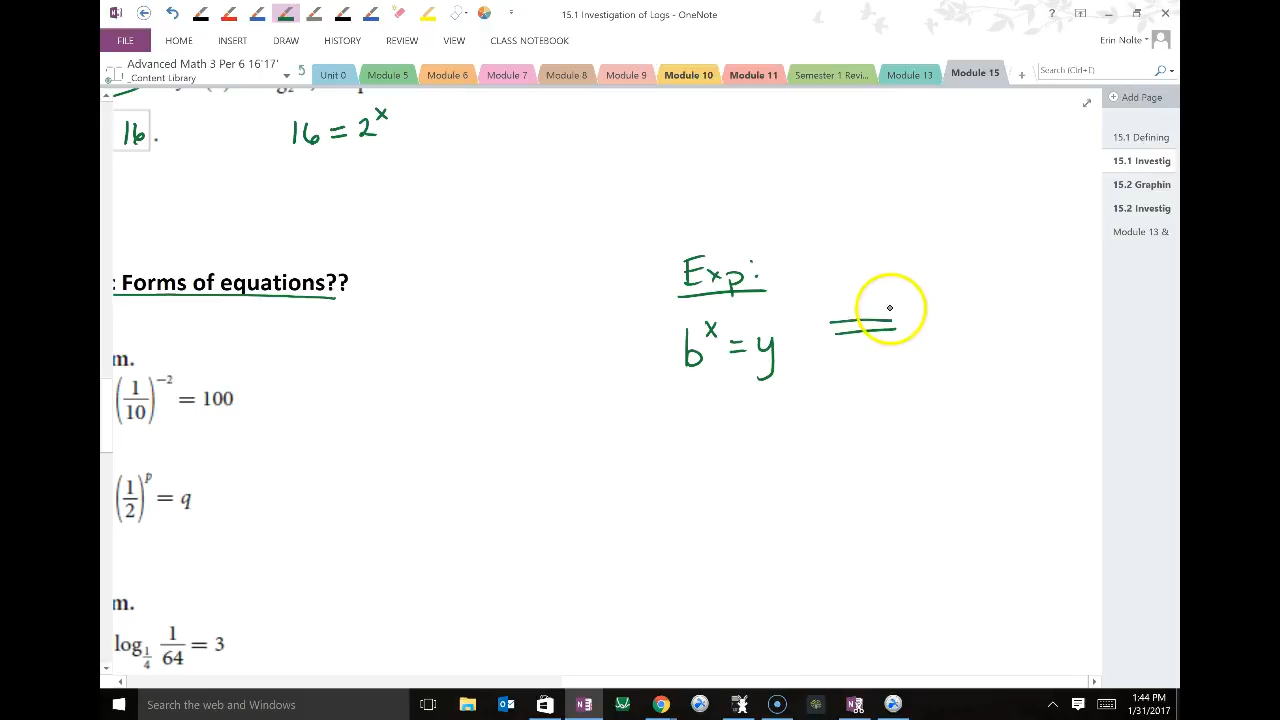 15.1 Investigation of Logs - OneNote
FILE HOME INSERT DRAW HISTORY REVIEW VIEW CLASS NOTEBOOK
Erin Nolte
Advanced Math 3 Per 6 16'17'
_Content Library
Unit 0 Module 5 Module 6 Module 7 Module 8 Module 9 Module 10 Module 11 Semester 1 Revi... Module 13 Module 15
Search (Ctrl+E)
Add Page
15.1 Defining
15.1 Investig
15.2 Graphin
15.2 Investig
Module 13 &
16 . 16 = 2^x
: Forms of equations??
Exp:
b^x = y
m.
(1/10)^−2 = 100
(1/2)^p = q
m.
log_1/4 1/64 = 3
Search the web and Windows
1:44 PM
1/31/2017